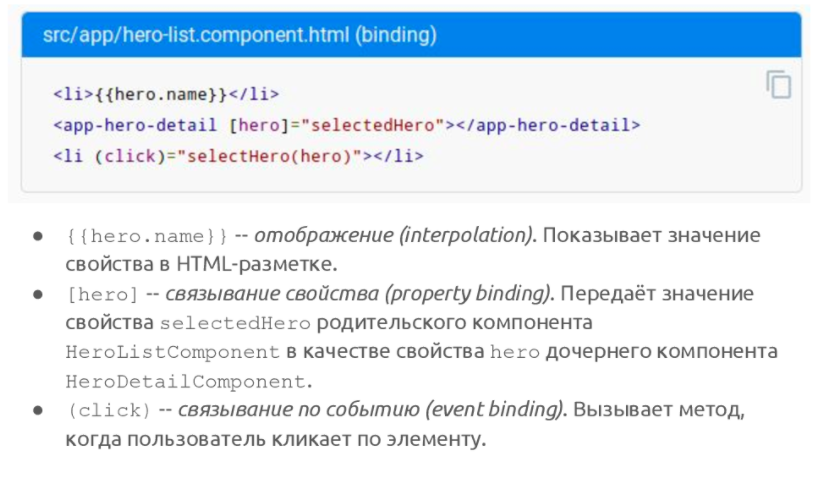 src/app/hero-list.component.html (binding)
<li>{{hero.name}}</li>
<app-hero-detail [hero]="selectedHero"></app-hero-detail>
<li (click)="selectHero(hero)"></li>
● {{hero.name}} -- отображение (interpolation). Показывает значение
свойства в HTML-разметке.
● [hero] -- связывание свойства (property binding). Передаёт значение
свойства selectedHero родительского компонента
HeroListComponent в качестве свойства hero дочернего компонента
HeroDetailComponent.
● (click) -- связывание по событию (event binding). Вызывает метод,
когда пользователь кликает по элементу.